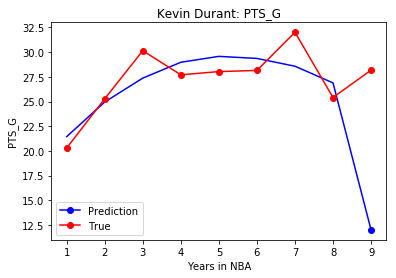 Kevin Durant: PTS_G
32.5
30.0
27.5
25.0
22.5
20.0
17.5
15.0
12.5
PTS_G
Prediction
True
1 2 3 4 5 6 7 8 9
Years in NBA